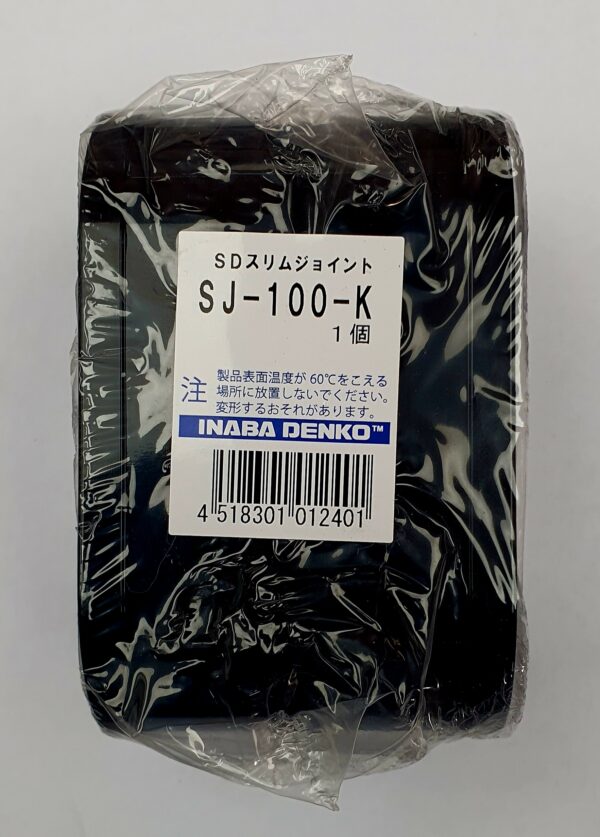 SDスリムジョイント
SJ-100-K
1個
注 製品表面温度が60℃をこえる
場所に放置しないでください。
変形するおそれがあります。
INABA DENKO™
4 518301 012401